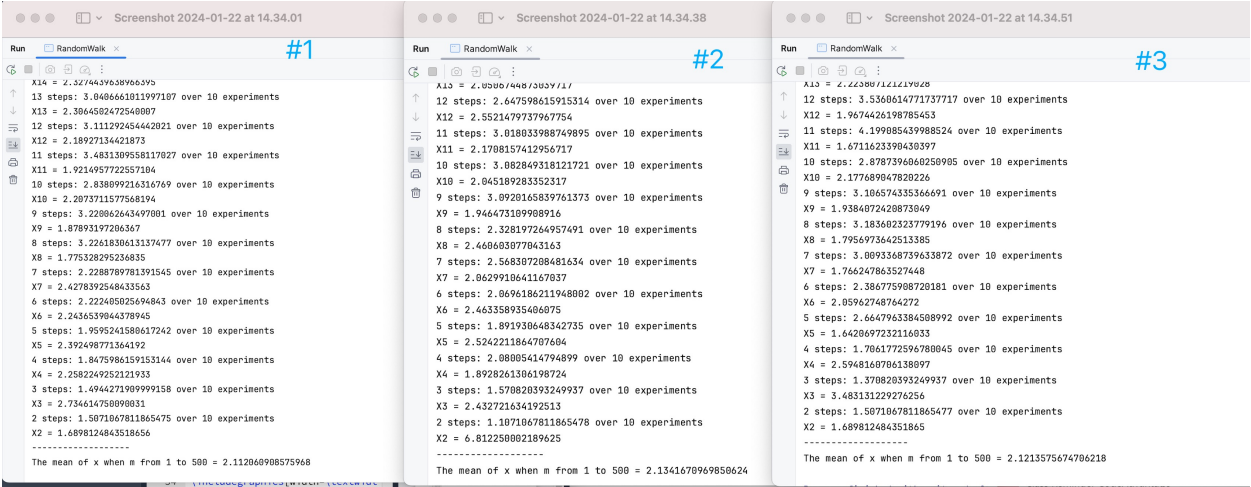 Screenshot 2024-01-22 at 14.34.01
Run RandomWalk ×
#1
X14 = 2.3274439638966395
13 steps: 3.0406661011997107 over 10 experiments
X13 = 2.3064502472540007
12 steps: 3.111292454442021 over 10 experiments
X12 = 2.18927134421873
11 steps: 3.4831309558117027 over 10 experiments
X11 = 1.9214957722557104
10 steps: 2.838099216316769 over 10 experiments
X10 = 2.2073711577568194
9 steps: 3.220062643497001 over 10 experiments
X9 = 1.87893197206367
8 steps: 3.2261830613137477 over 10 experiments
X8 = 1.775328295236835
7 steps: 2.2288789781391545 over 10 experiments
X7 = 2.4278392548433563
6 steps: 2.222405025694843 over 10 experiments
X6 = 2.2436539044378945
5 steps: 1.9595241580617242 over 10 experiments
X5 = 2.392498771364192
4 steps: 1.8475986159153144 over 10 experiments
X4 = 2.2582249252121933
3 steps: 1.4944271909999158 over 10 experiments
X3 = 2.734614750090031
2 steps: 1.5071067811865475 over 10 experiments
X2 = 1.6898124843518656
------------------
The mean of x when m from 1 to 500 = 2.112060908575968
Screenshot 2024-01-22 at 14.34.38
Run RandomWalk ×
#2
X13 = 2.0506744873039717
12 steps: 2.647598615915314 over 10 experiments
X12 = 2.5521479737967754
11 steps: 3.018033988749895 over 10 experiments
X11 = 2.1708157412956717
10 steps: 3.082849318121721 over 10 experiments
X10 = 2.045189283352317
9 steps: 3.0920165839761373 over 10 experiments
X9 = 1.946473109908916
8 steps: 2.328197264957491 over 10 experiments
X8 = 2.460603077043163
7 steps: 2.568307208481634 over 10 experiments
X7 = 2.0629910641167037
6 steps: 2.0696186211948002 over 10 experiments
X6 = 2.463358935406075
5 steps: 1.891930648342735 over 10 experiments
X5 = 2.5242211864707604
4 steps: 2.08005414794899 over 10 experiments
X4 = 1.8928261306198724
3 steps: 1.570820393249937 over 10 experiments
X3 = 2.432721634192513
2 steps: 1.1071067811865478 over 10 experiments
X2 = 6.812250002189625
------------------
The mean of x when m from 1 to 500 = 2.1341670969850624
Screenshot 2024-01-22 at 14.34.51
Run RandomWalk ×
#3
X13 = 2.223807121219028
12 steps: 3.5360614771737717 over 10 experiments
X12 = 1.9674426198785453
11 steps: 4.199085439988524 over 10 experiments
X11 = 1.6711623390430397
10 steps: 2.8787396060250905 over 10 experiments
X10 = 2.177689047820226
9 steps: 3.106574335366691 over 10 experiments
X9 = 1.9384072420873049
8 steps: 3.183602323779196 over 10 experiments
X8 = 1.7956973642513385
7 steps: 3.0093368739633872 over 10 experiments
X7 = 1.766247863527448
6 steps: 2.386775908720181 over 10 experiments
X6 = 2.05962748764272
5 steps: 2.6647963384508992 over 10 experiments
X5 = 1.6420697232116033
4 steps: 1.7061772596780045 over 10 experiments
X4 = 2.5948160706138097
3 steps: 1.370820393249937 over 10 experiments
X3 = 3.483131229276256
2 steps: 1.5071067811865477 over 10 experiments
X2 = 1.689812484351865
------------------
The mean of x when m from 1 to 500 = 2.1213575674706218